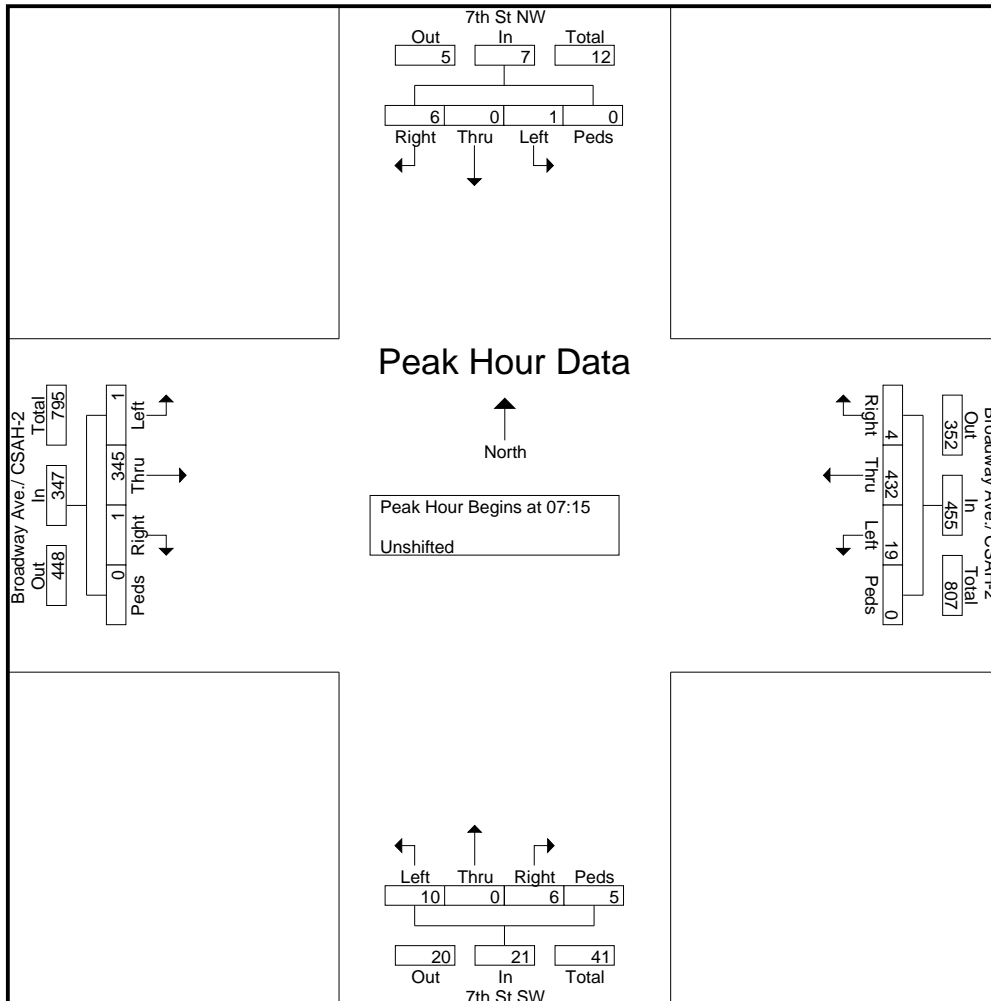 7th St NW
Out In Total
5 7 12
6 0 1 0
Right Thru Left Peds
Peak Hour Data
North
Peak Hour Begins at 07:15
Unshifted
Broadway Ave./ CSAH-2
Out In Total
448 347 795
1 345 1 0
Left Thru Right Peds
Broadway Ave./ CSAH-2
Out In Total
352 455 807
Right Thru Left Peds
4 432 19 0
Left Thru Right Peds
10 0 6 5
20 21 41
Out In Total
7th St SW